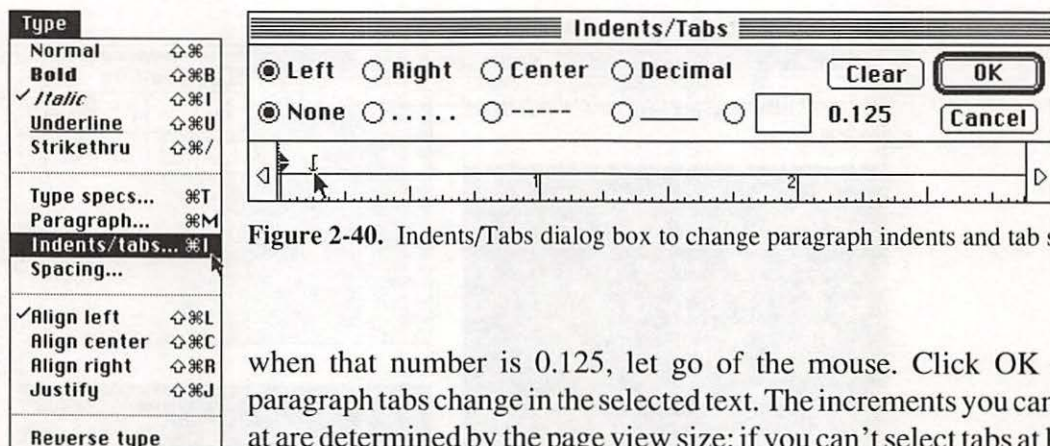 Type
Normal ⇧⌘
Bold ⇧⌘B
✓ Italic ⇧⌘I
Underline ⇧⌘U
Strikethru ⇧⌘/
Type specs... ⌘T
Paragraph... ⌘M
Indents/tabs... ⌘I
Spacing...
✓Align left ⇧⌘L
Align center ⇧⌘C
Align right ⇧⌘R
Justify ⇧⌘J
Reverse type
Indents/Tabs
Left Right Center Decimal Clear OK
None ..... ----- ___ 0.125 Cancel
1 2
Figure 2-40. Indents/Tabs dialog box to change paragraph indents and tab
when that number is 0.125, let go of the mouse. Click OK
paragraph tabs change in the selected text. The increments you can
at are determined by the page view size; if you can't select tabs at